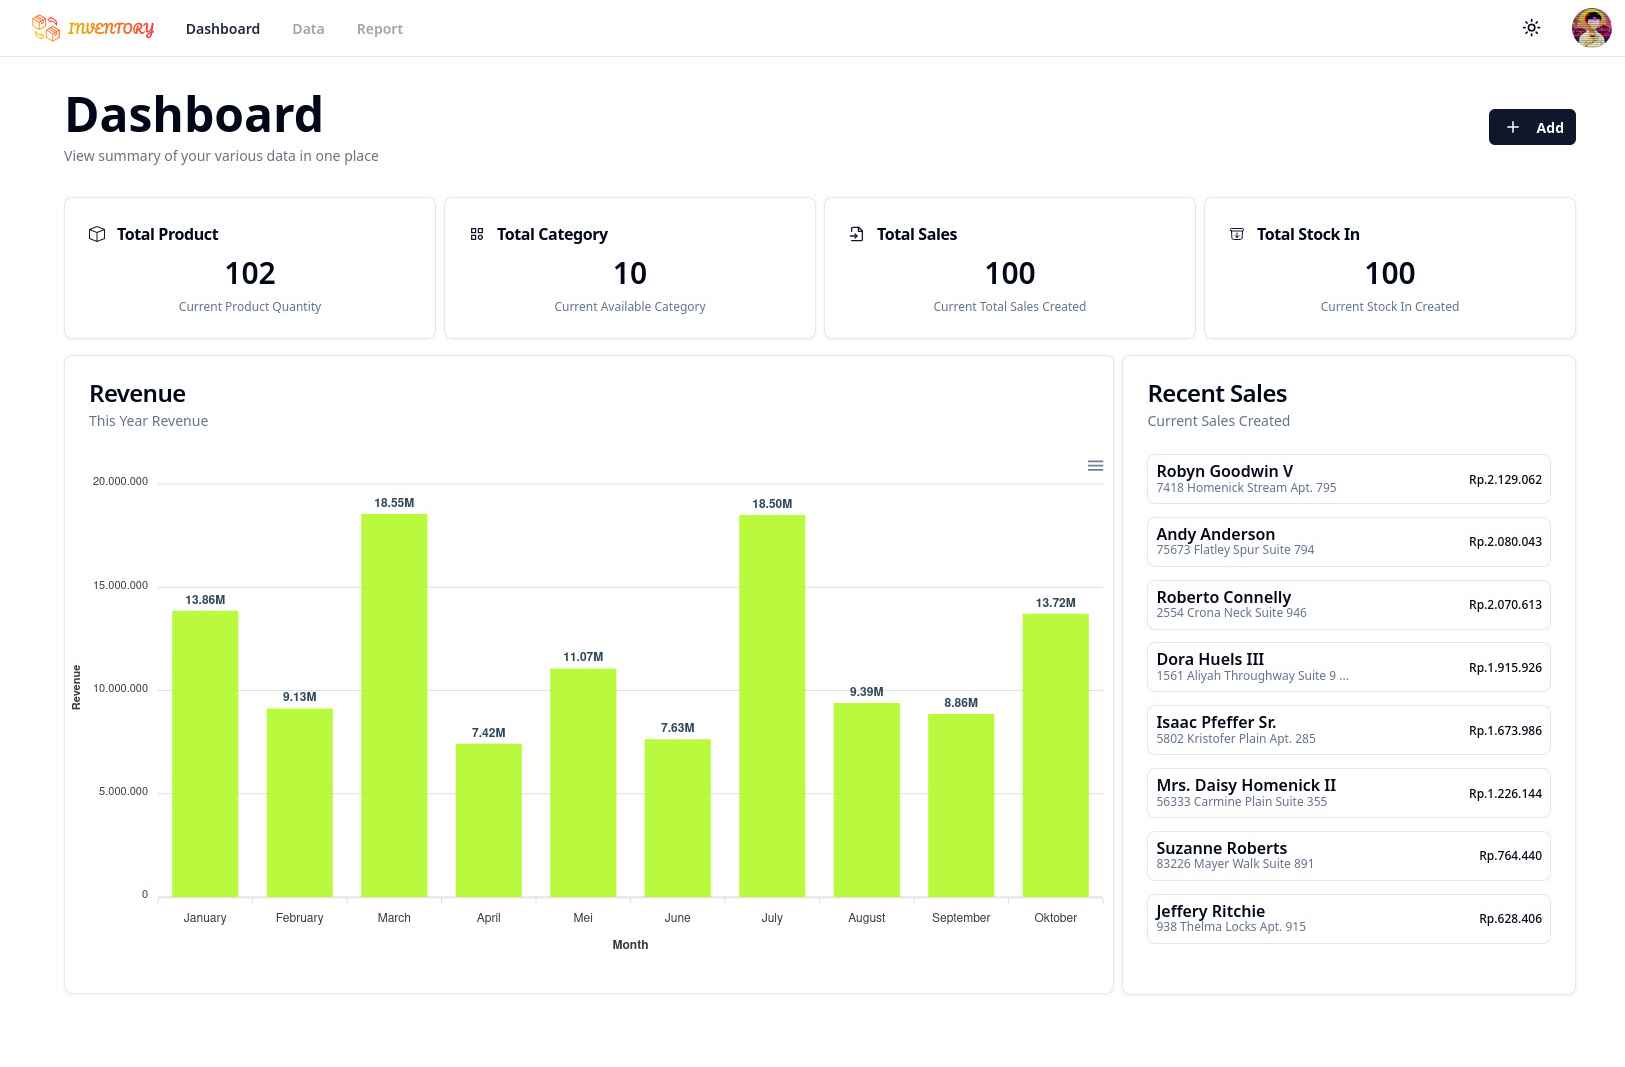 INVENTORY
Dashboard
Data
Report
Dashboard
View summary of your various data in one place
Add
Total Product
102
Current Product Quantity
Total Category
10
Current Available Category
Total Sales
100
Current Total Sales Created
Total Stock In
100
Current Stock In Created
Revenue
This Year Revenue
20.000.000
15.000.000
10.000.000
5.000.000
0
Revenue
13.86M
9.13M
18.55M
7.42M
11.07M
7.63M
18.50M
9.39M
8.86M
13.72M
January
February
March
April
Mei
June
July
August
September
Oktober
Month
Recent Sales
Current Sales Created
Robyn Goodwin V
7418 Homenick Stream Apt. 795
Rp.2.129.062
Andy Anderson
75673 Flatley Spur Suite 794
Rp.2.080.043
Roberto Connelly
2554 Crona Neck Suite 946
Rp.2.070.613
Dora Huels III
1561 Aliyah Throughway Suite 9 ...
Rp.1.915.926
Isaac Pfeffer Sr.
5802 Kristofer Plain Apt. 285
Rp.1.673.986
Mrs. Daisy Homenick II
56333 Carmine Plain Suite 355
Rp.1.226.144
Suzanne Roberts
83226 Mayer Walk Suite 891
Rp.764.440
Jeffery Ritchie
938 Thelma Locks Apt. 915
Rp.628.406